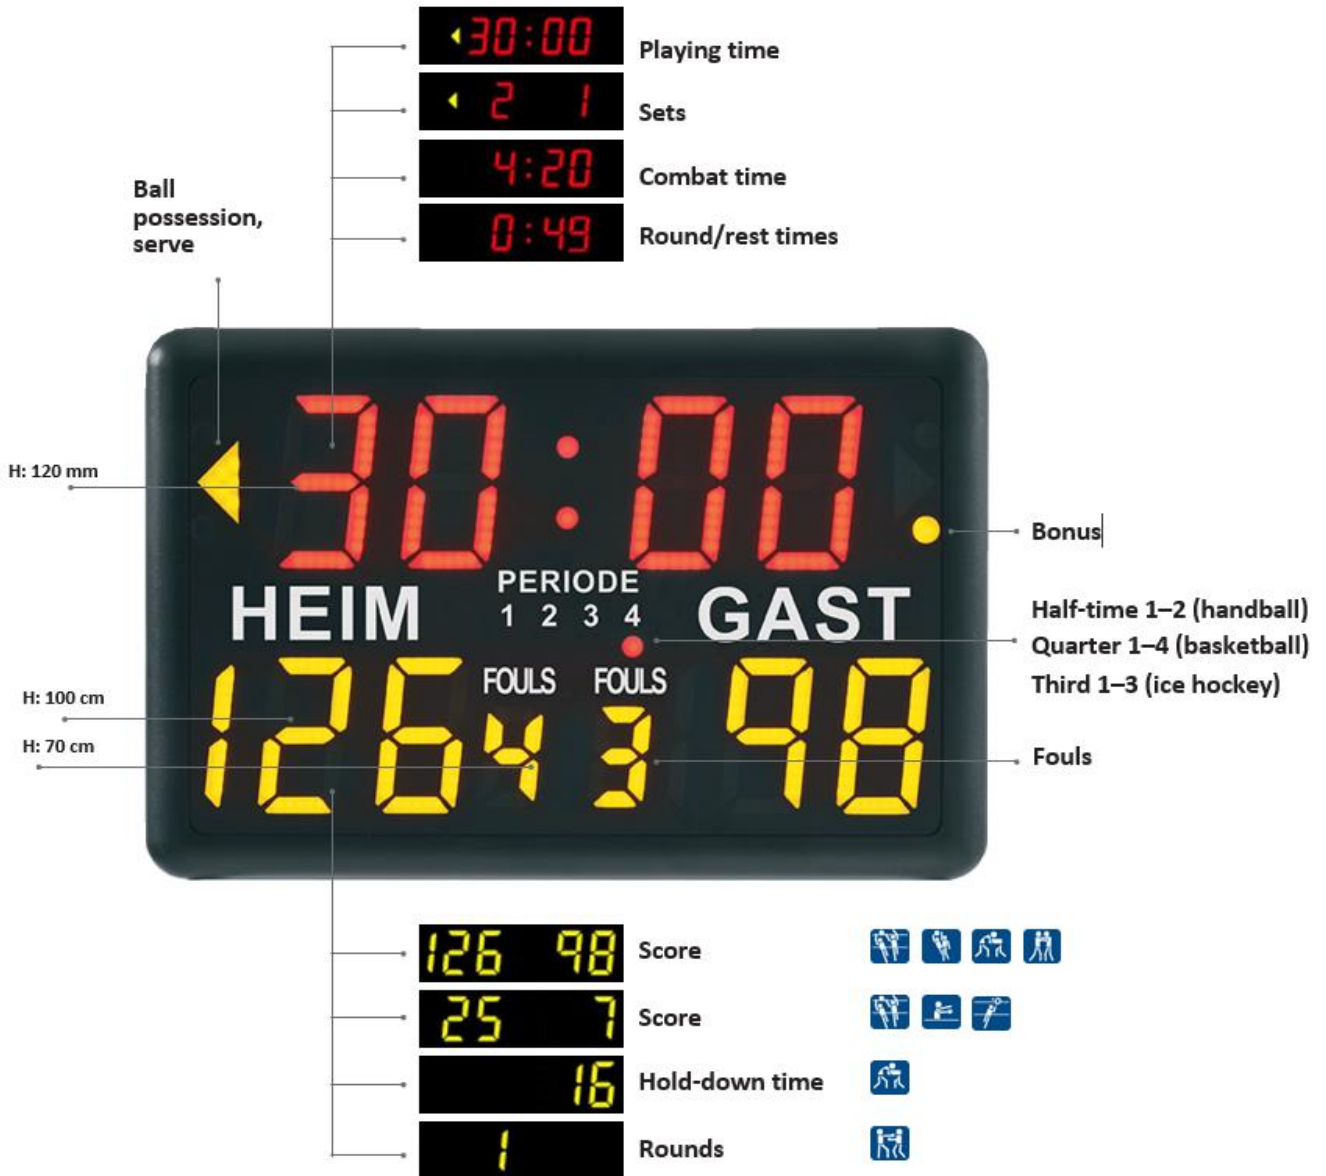 30:00
Playing time
2 1
Sets
4:20
Combat time
0:49
Round/rest times
Ball
possession,
serve
H: 120 mm
30:00
Bonus
PERIODE
1 2 3 4
HEIM
GAST
Half-time 1–2 (handball)
Quarter 1–4 (basketball)
Third 1–3 (ice hockey)
FOULS FOULS
H: 100 cm
H: 70 cm
126 4 3 98
Fouls
126 98
Score
25 7
Score
16
Hold-down time
1
Rounds